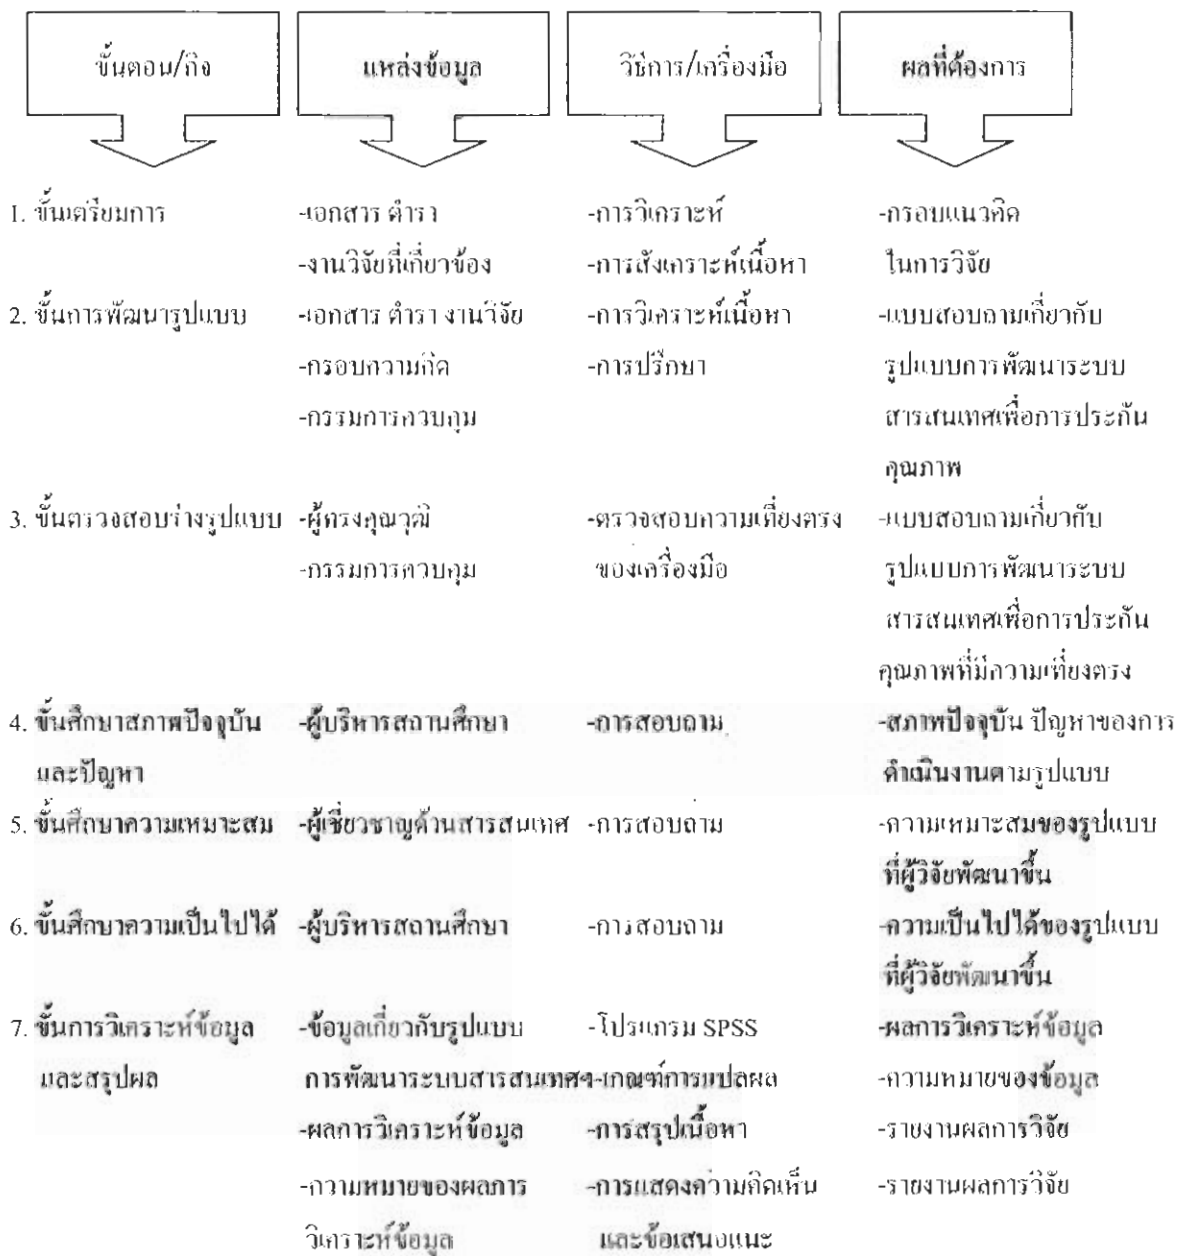 ขั้นตอน/กิจ แหล่งข้อมูล วิธีการ/เครื่องมือ ผลที่ต้องการ
1. ขั้นเตรียมการ -เอกสาร ตำรา -การวิเคราะห์ -กรอบแนวคิด
-งานวิจัยที่เกี่ยวข้อง -การสังเคราะห์เนื้อหา ในการวิจัย
2. ขั้นการพัฒนารูปแบบ -เอกสาร ตำรา งานวิจัย -การวิเคราะห์เนื้อหา -แบบสอบถามเกี่ยวกับ
-กรอบความคิด -การปรึกษา รูปแบบการพัฒนาระบบ
-กรรมการควบคุม สารสนเทศเพื่อการประกัน
คุณภาพ
3. ขั้นตรวจสอบร่างรูปแบบ -ผู้ทรงคุณวุฒิ -ตรวจสอบความเที่ยงตรง -แบบสอบถามเกี่ยวกับ
-กรรมการควบคุม ของเครื่องมือ รูปแบบการพัฒนาระบบ
สารสนเทศเพื่อการประกัน
คุณภาพที่มีความเที่ยงตรง
4. ขั้นศึกษาสภาพปัจจุบัน -ผู้บริหารสถานศึกษา -การสอบถาม -สภาพปัจจุบัน ปัญหาของการ
และปัญหา ดำเนินงานตามรูปแบบ
5. ขั้นศึกษาความเหมาะสม -ผู้เชี่ยวชาญด้านสารสนเทศ -การสอบถาม -ความเหมาะสมของรูปแบบ
ที่ผู้วิจัยพัฒนาขึ้น
6. ขั้นศึกษาความเป็นไปได้ -ผู้บริหารสถานศึกษา -การสอบถาม -ความเป็นไปได้ของรูปแบบ
ที่ผู้วิจัยพัฒนาขึ้น
7. ขั้นการวิเคราะห์ข้อมูล -ข้อมูลเกี่ยวกับรูปแบบ -โปรแกรม SPSS -ผลการวิเคราะห์ข้อมูล
และสรุปผล การพัฒนาระบบสารสนเทศฯ -เกณฑ์การแปลผล -ความหมายของข้อมูล
-ผลการวิเคราะห์ข้อมูล -การสรุปเนื้อหา -รายงานผลการวิจัย
-ความหมายของผลการ -การแสดงความคิดเห็น -รายงานผลการวิจัย
วิเคราะห์ข้อมูล และข้อเสนอแนะ